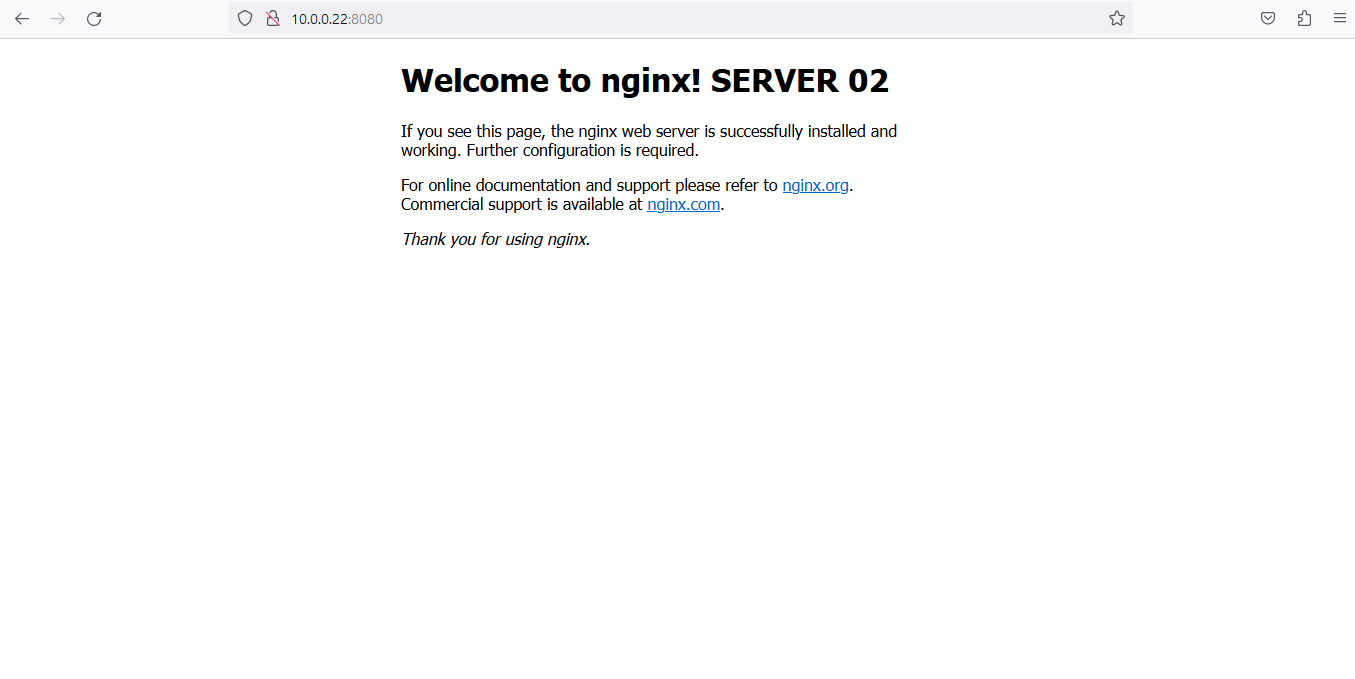 10.0.0.22:8080
Welcome to nginx! SERVER 02
If you see this page, the nginx web server is successfully installed and
working. Further configuration is required.
For online documentation and support please refer to nginx.org.
Commercial support is available at nginx.com.
Thank you for using nginx.